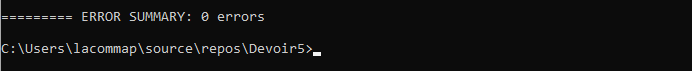 ========= ERROR SUMMARY: 0 errors
C:\Users\lacommap\source\repos\Devoir5>